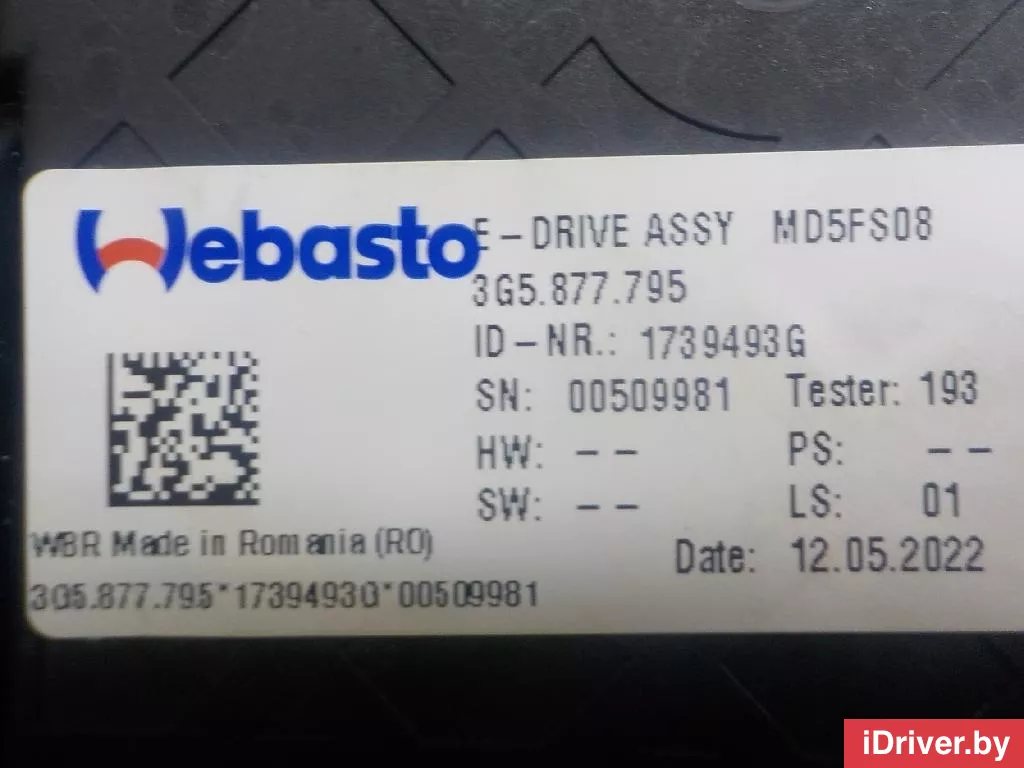 Webasto
E-DRIVE ASSY MD5FS08
3G5.877.795
ID-NR.: 1739493G
SN: 00509981 Tester: 193
HW: -- PS: --
SW: -- LS: 01
WBR Made in Romania (RO) Date: 12.05.2022
3G5.877.795*1739493G*00509981
iDriver.by